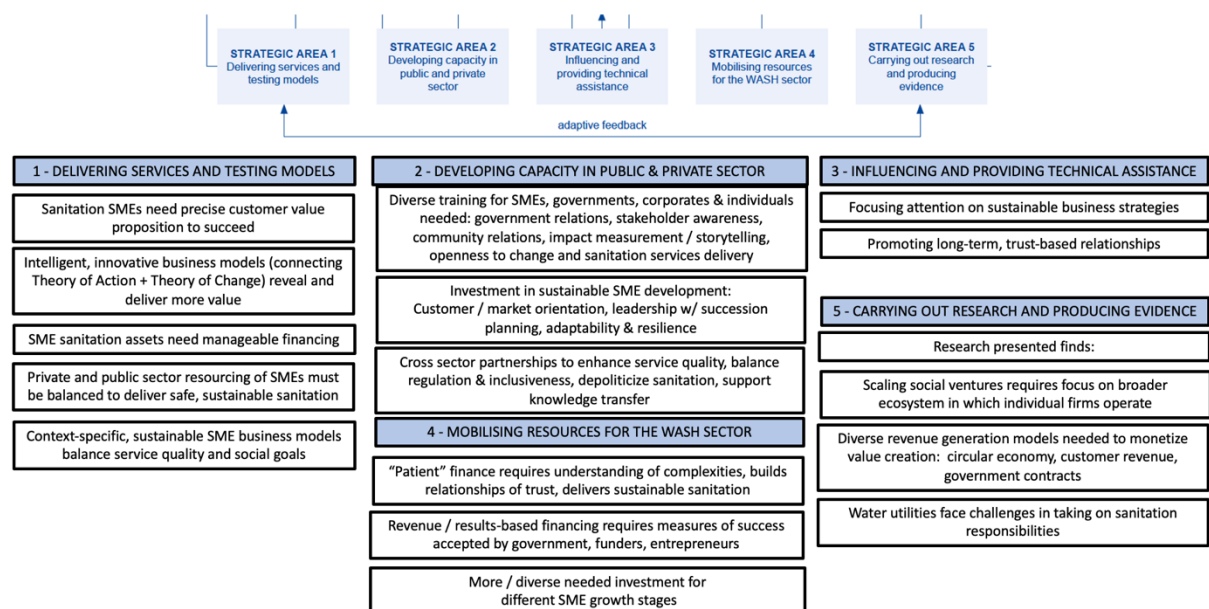 STRATEGIC AREA 1
Delivering services and
testing models
STRATEGIC AREA 2
Developing capacity in
public and private
sector
STRATEGIC AREA 3
Influencing and
providing technical
assistance
STRATEGIC AREA 4
Mobilising resources
for the WASH sector
STRATEGIC AREA 5
Carrying out research
and producing
evidence
adaptive feedback
1 - DELIVERING SERVICES AND TESTING MODELS
Sanitation SMEs need precise customer value
proposition to succeed
Intelligent, innovative business models (connecting
Theory of Action + Theory of Change) reveal and
deliver more value
SME sanitation assets need manageable financing
Private and public sector resourcing of SMEs must
be balanced to deliver safe, sustainable sanitation
Context-specific, sustainable SME business models
balance service quality and social goals
2 - DEVELOPING CAPACITY IN PUBLIC & PRIVATE SECTOR
Diverse training for SMEs, governments, corporates & individuals
needed: government relations, stakeholder awareness,
community relations, impact measurement / storytelling,
openness to change and sanitation services delivery
Investment in sustainable SME development:
Customer / market orientation, leadership w/ succession
planning, adaptability & resilience
Cross sector partnerships to enhance service quality, balance
regulation & inclusiveness, depoliticize sanitation, support
knowledge transfer
4 - MOBILISING RESOURCES FOR THE WASH SECTOR
“Patient” finance requires understanding of complexities, builds
relationships of trust, delivers sustainable sanitation
Revenue / results-based financing requires measures of success
accepted by government, funders, entrepreneurs
More / diverse needed investment for
different SME growth stages
3 - INFLUENCING AND PROVIDING TECHNICAL ASSISTANCE
Focusing attention on sustainable business strategies
Promoting long-term, trust-based relationships
5 - CARRYING OUT RESEARCH AND PRODUCING EVIDENCE
Research presented finds:
Scaling social ventures requires focus on broader
ecosystem in which individual firms operate
Diverse revenue generation models needed to monetize
value creation: circular economy, customer revenue,
government contracts
Water utilities face challenges in taking on sanitation
responsibilities